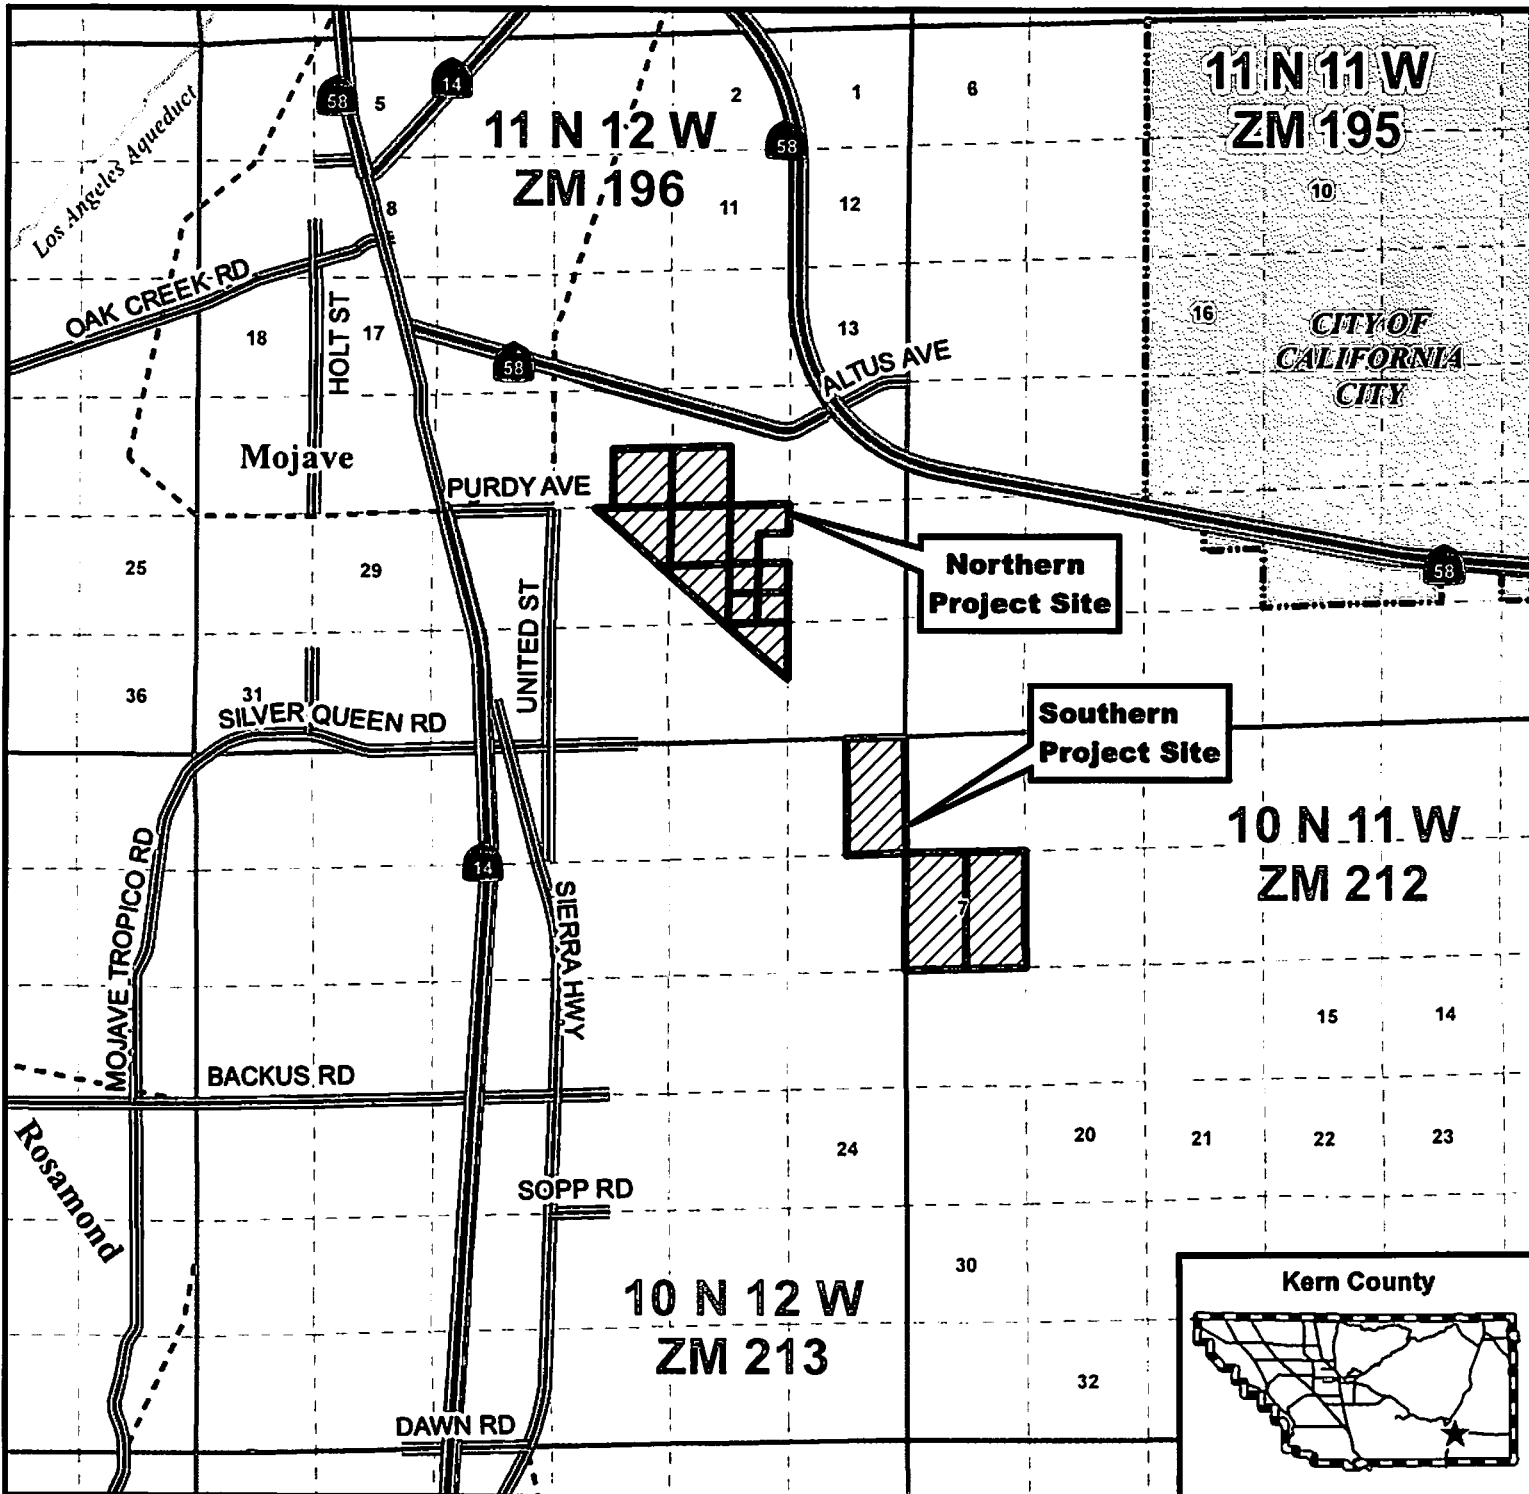 58
14
5
11 N 12 W
ZM 196
2
1
6
11 N 11 W
ZM 195
58
Los Angeles Aqueduct
8
11
12
10
OAK CREEK RD
HOLT ST
18
17
13
16
CITY OF
CALIFORNIA
CITY
58
ALTUS AVE
Mojave
PURDY AVE
25
29
UNITED ST
Northern
Project Site
58
36
31
SILVER QUEEN RD
Southern
Project Site
10 N 11 W
ZM 212
14
MOJAVE TROPICO RD
SIERRA HWY
7
15
14
BACKUS RD
Rosamond
24
20
21
22
23
SOPP RD
30
10 N 12 W
ZM 213
32
DAWN RD
Kern County